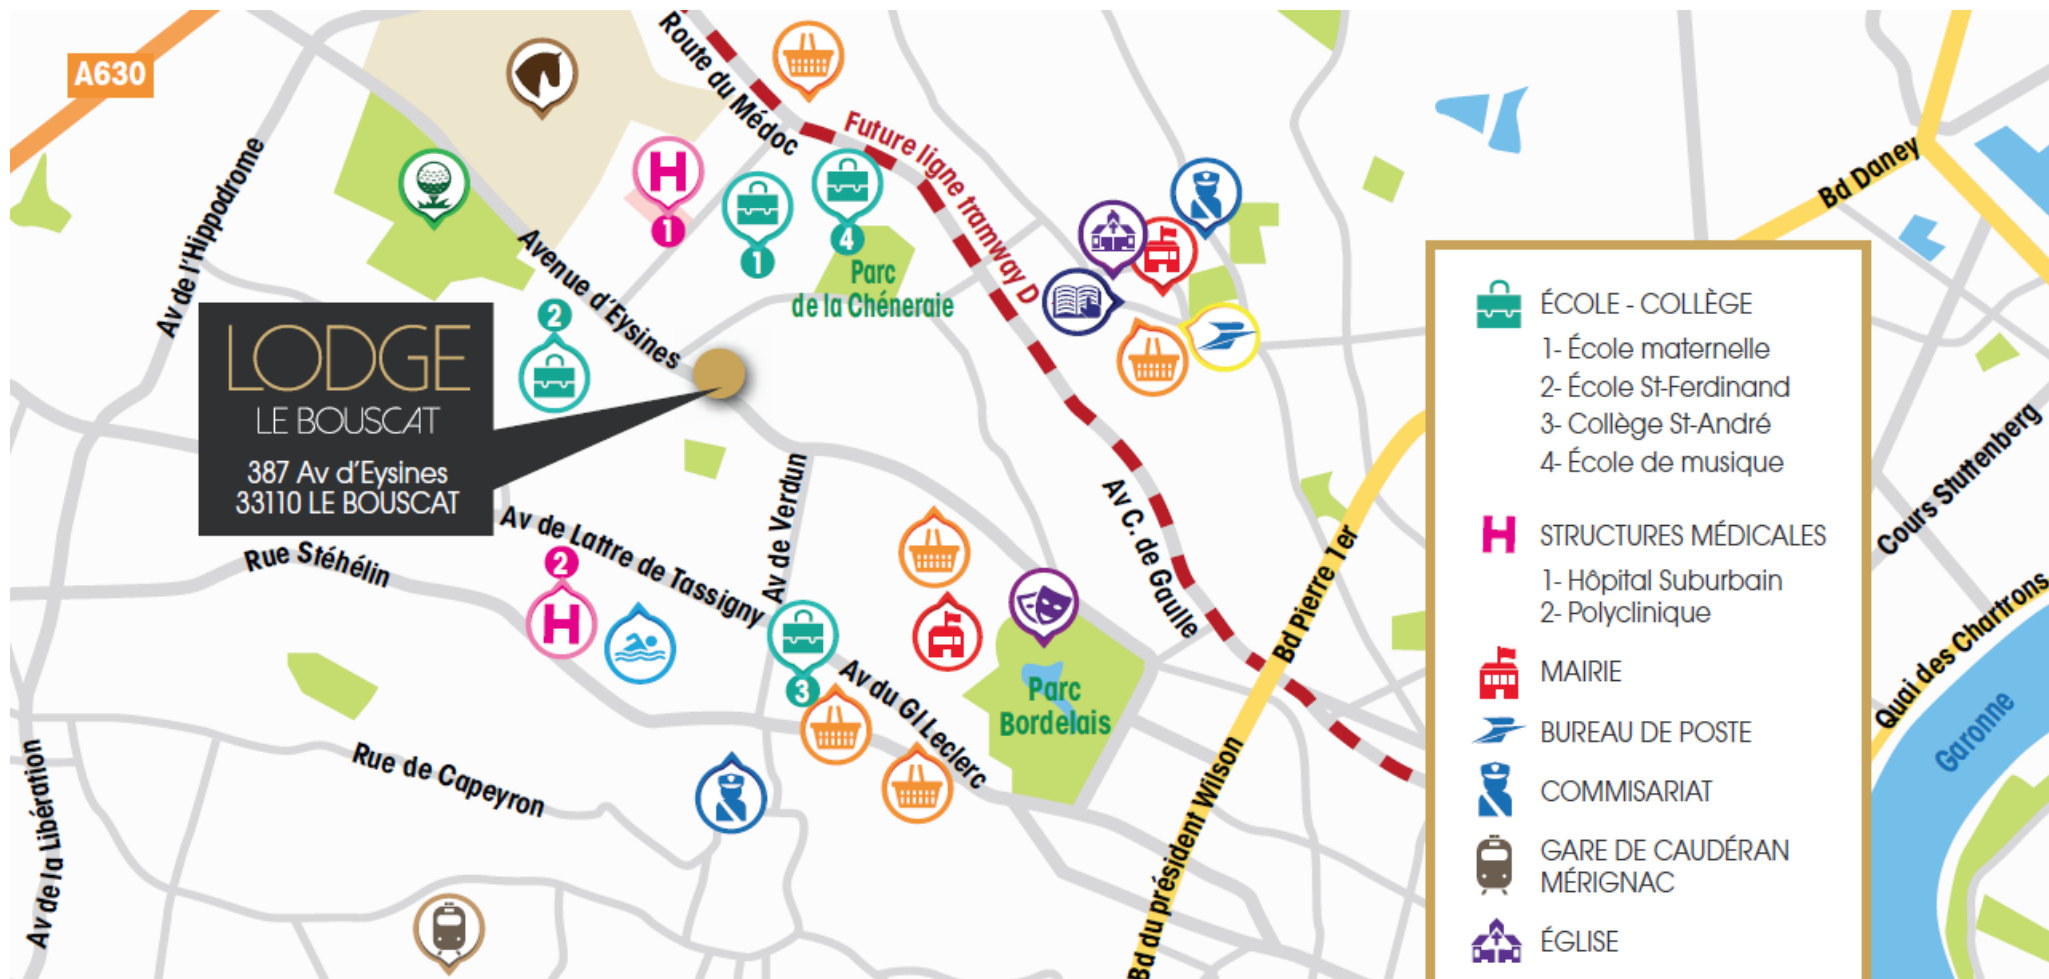 A630
Route du Médoc
Future ligne tramway D
Av de l'Hippodrome
Avenue d'Eysines
Bd Daney
1
1
4
2
Parc
de la Chéneraie
LODGE
LE BOUSCAT
387 Av d'Eysines
33110 LE BOUSCAT
Av de Lattre de Tassigny
Av de Verdun
Rue Stéhélin
2
3
Av C. de Gaulle
Bd Pierre 1er
Av du Gl Leclerc
Parc
Bordelais
Rue de Capeyron
Av de la Libération
Bd du président Wilson
Cours Stuttenberg
Quai des Chartrons
Garonne
ÉCOLE - COLLÈGE
1- École maternelle
2- École St-Ferdinand
3- Collège St-André
4- École de musique
STRUCTURES MÉDICALES
1- Hôpital Suburbain
2- Polyclinique
MAIRIE
BUREAU DE POSTE
COMMISARIAT
GARE DE CAUDÉRAN
MÉRIGNAC
ÉGLISE